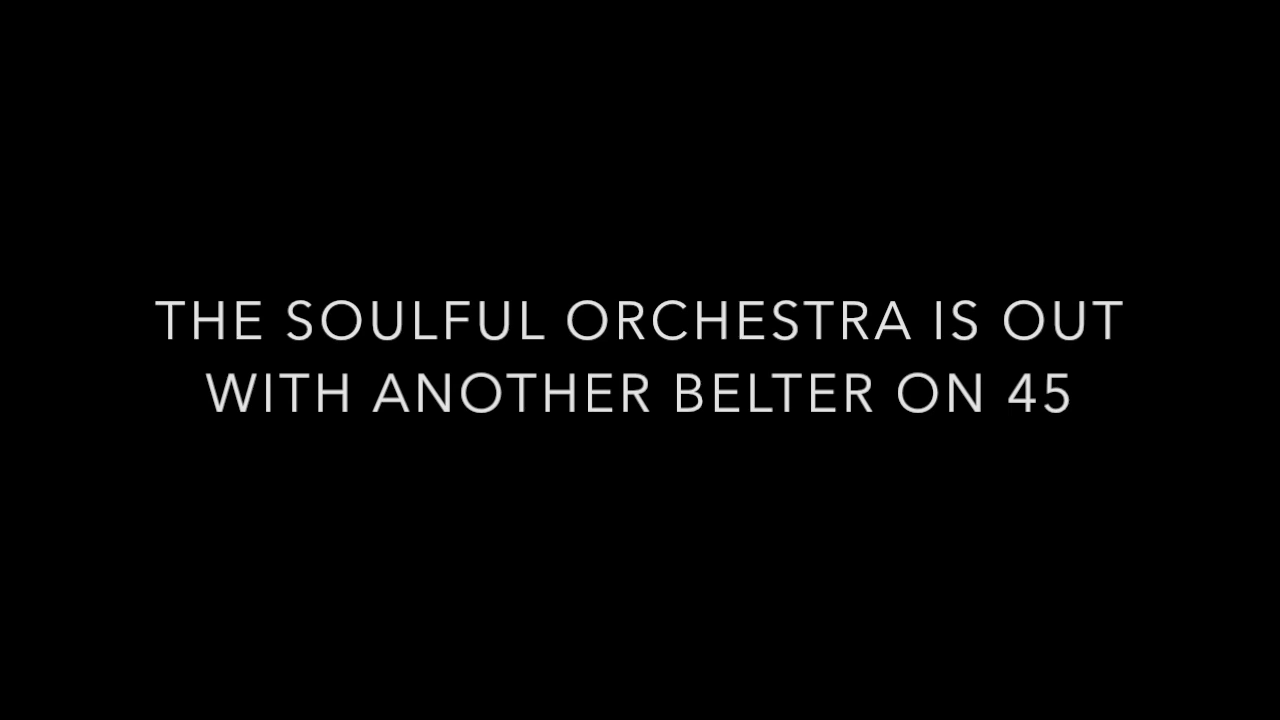 THE SOULFUL ORCHESTRA IS OUT
WITH ANOTHER BELTER ON 45